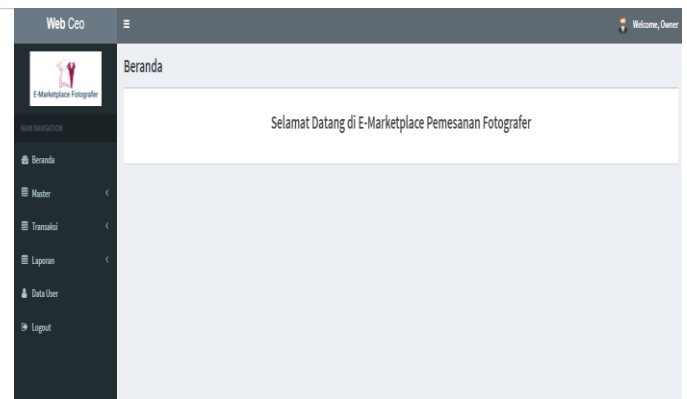 Web Ceo
Welcome, Owner
E-Marketplace Fotografer
Beranda
Selamat Datang di E-Marketplace Pemesanan Fotografer
MAIN NAVIGATION
Beranda
Master
Transaksi
Laporan
Data User
Logout